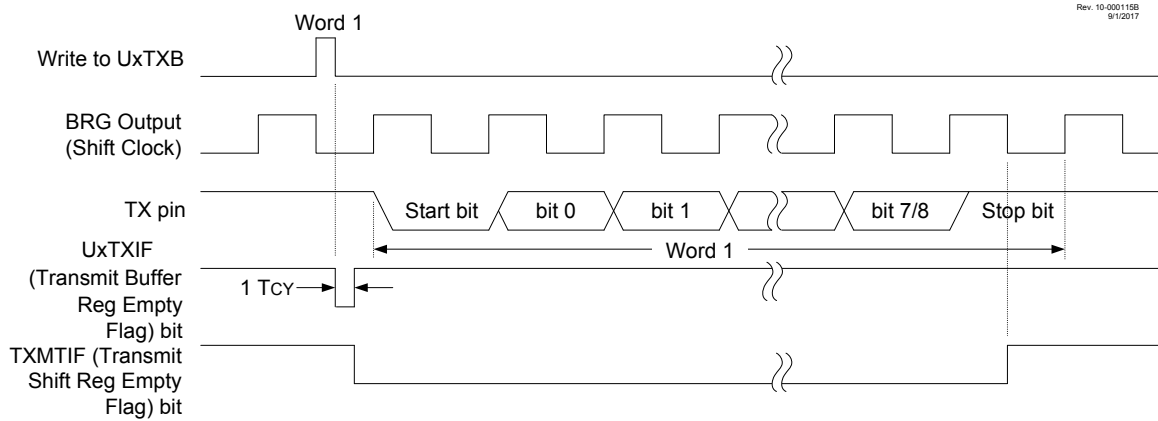 Rev. 10-000115B
9/1/2017
Word 1
Write to UxTXB
BRG Output
(Shift Clock)
TX pin
Start bit
bit 0
bit 1
bit 7/8
Stop bit
Word 1
UxTXIF
(Transmit Buffer
Reg Empty
Flag) bit
1 TCY
TXMTIF (Transmit
Shift Reg Empty
Flag) bit